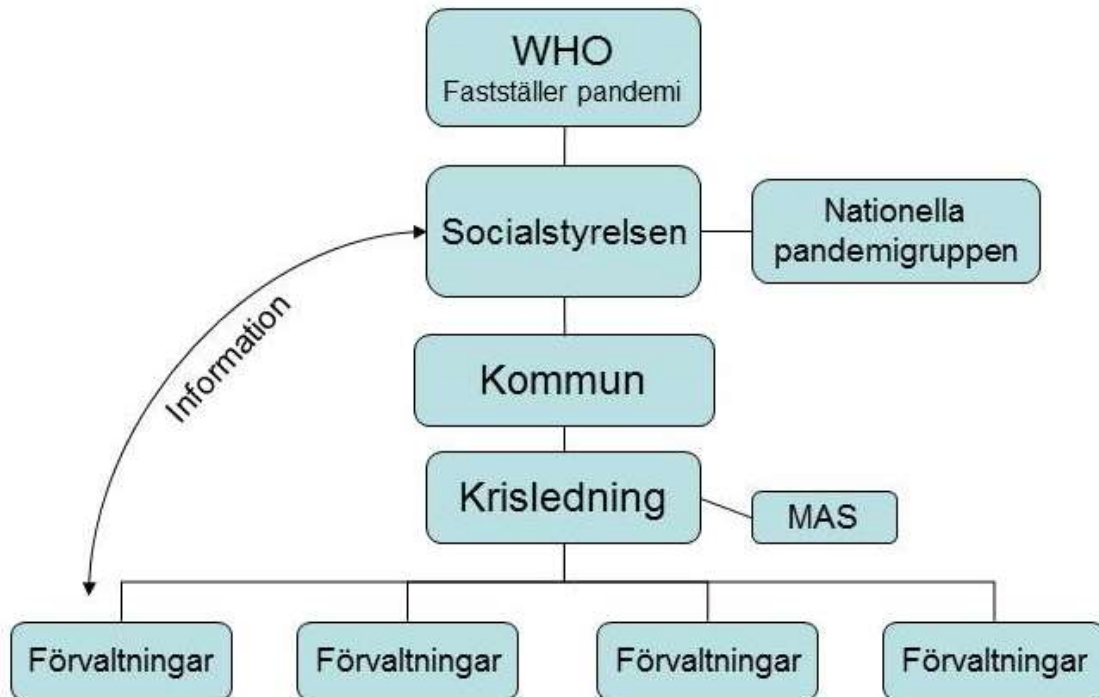 WHO
Fastställer pandemi
Socialstyrelsen
Nationella
pandemigruppen
Information
Kommun
Krisledning
MAS
Förvaltningar
Förvaltningar
Förvaltningar
Förvaltningar